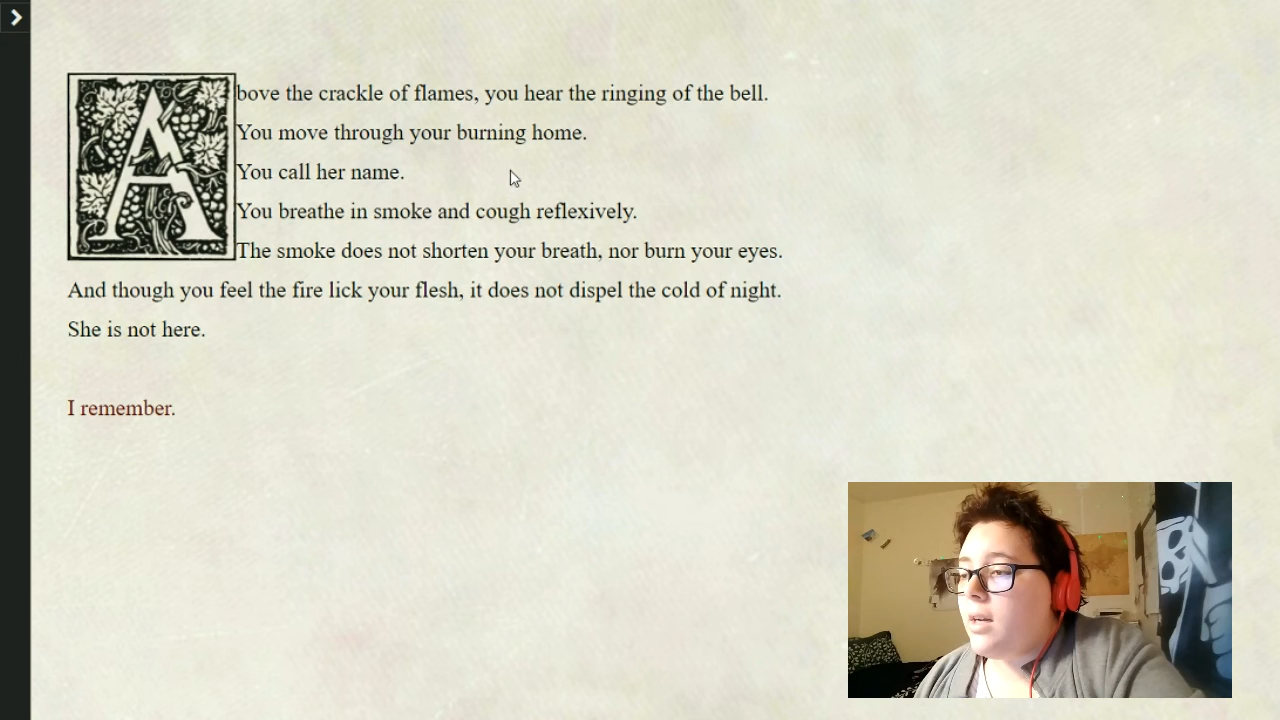 Above the crackle of flames, you hear the ringing of the bell.
You move through your burning home.
You call her name.
You breathe in smoke and cough reflexively.
The smoke does not shorten your breath, nor burn your eyes.
And though you feel the fire lick your flesh, it does not dispel the cold of night.
She is not here.
I remember.